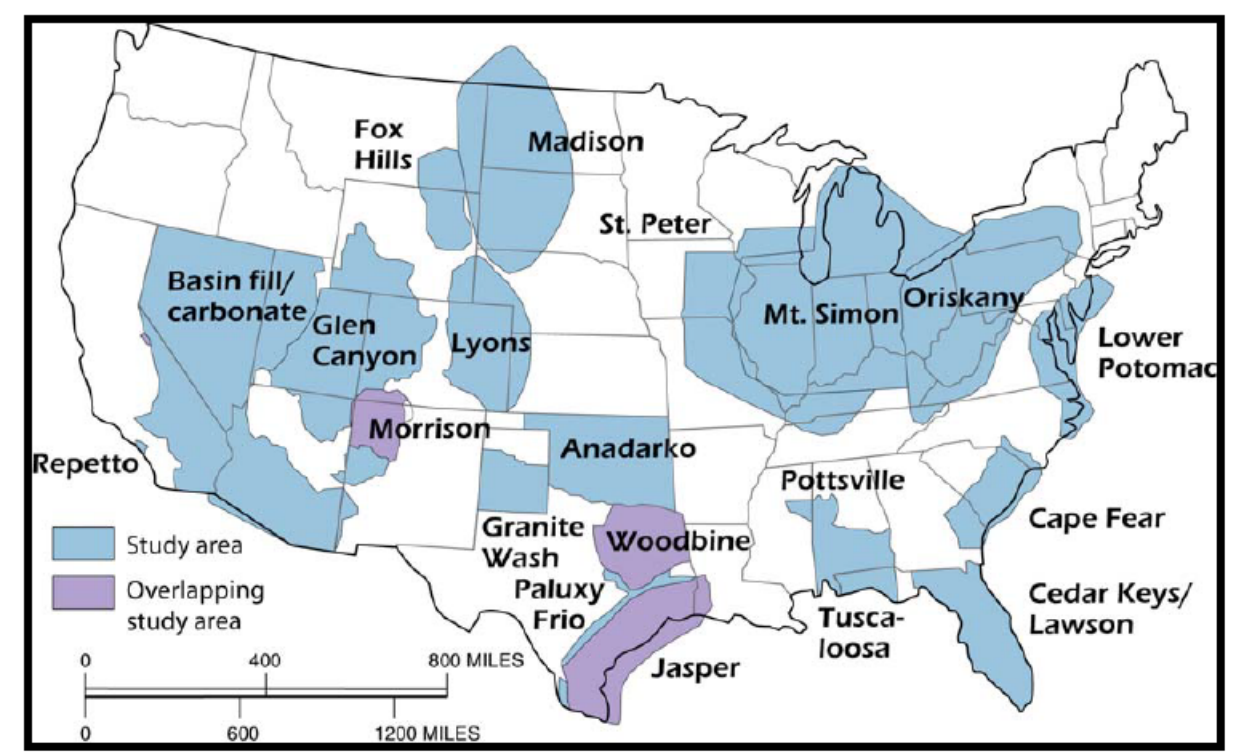 Fox
Hills
Madison
St. Peter
Basin fill/
carbonate
Glen
Canyon
Lyons
Mt. Simon
Oriskany
Lower
Potomac
Morrison
Anadarko
Repetto
Pottsville
Granite
Wash
Woodbine
Cape Fear
Paluxy
Frio
Cedar Keys/
Lawson
Tusca-
loosa
Jasper
Study area
Overlapping
study area
0 400 800 MILES
0 600 1200 MILES